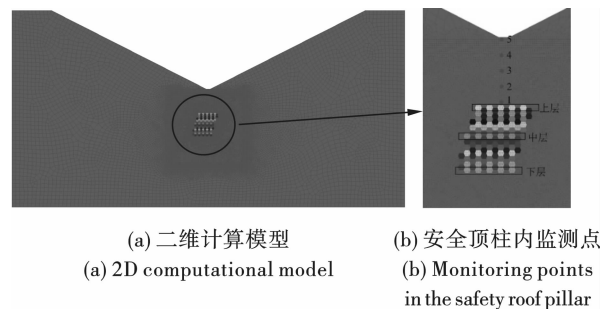 5
4
3
2
1
上层
中层
下层
(a) 二维计算模型
(a) 2D computational model
(b) 安全顶柱内监测点
(b) Monitoring points
in the safety roof pillar